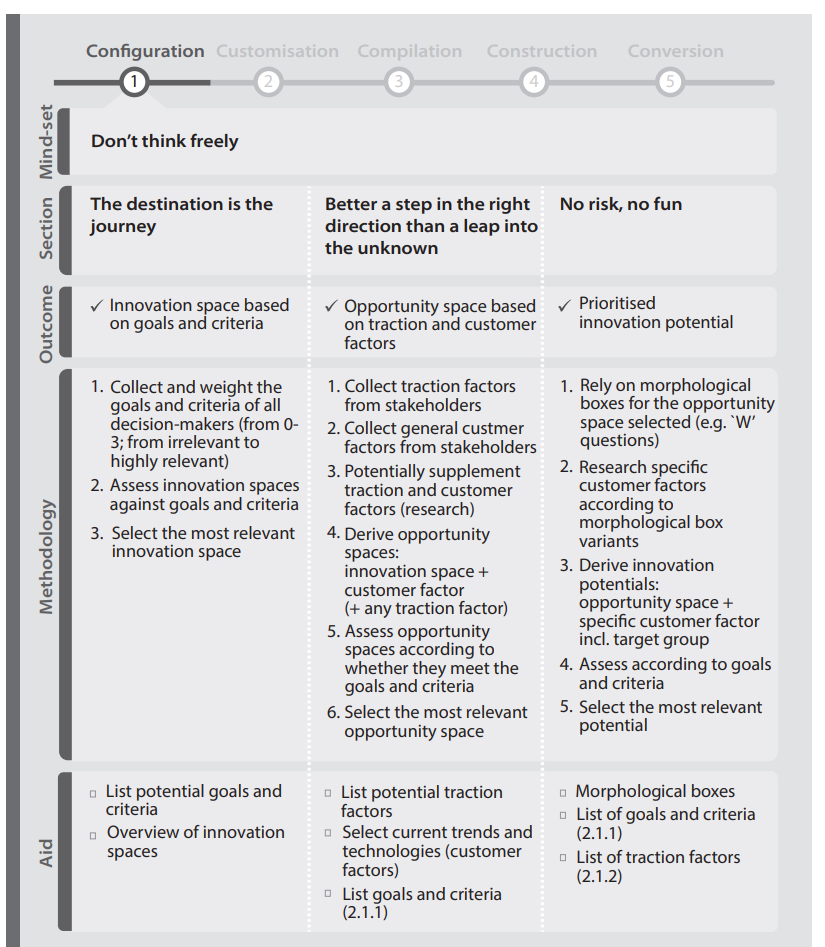 Configuration Customisation Compilation Construction Conversion
1 2 3 4 5
Mind-set
Don't think freely
Section
The destination is the
journey
Better a step in the right
direction than a leap into
the unknown
No risk, no fun
Outcome
✓ Innovation space based
on goals and criteria
✓ Opportunity space based
on traction and customer
factors
✓ Prioritised
innovation potential
Methodology
1. Collect and weight the
goals and criteria of all
decision-makers (from 0-
3; from irrelevant to
highly relevant)
2. Assess innovation spaces
against goals and criteria
3. Select the most relevant
innovation space
1. Collect traction factors
from stakeholders
2. Collect general custmer
factors from stakeholders
3. Potentially supplement
traction and customer
factors (research)
4. Derive opportunity
spaces:
innovation space +
customer factor
(+ any traction factor)
5. Assess opportunity
spaces according to
whether they meet the
goals and criteria
6. Select the most relevant
opportunity space
1. Rely on morphological
boxes for the opportunity
space selected (e.g. `W'
questions)
2. Research specific
customer factors
according to
morphological box
variants
3. Derive innovation
potentials:
opportunity space +
specific customer factor
incl. target group
4. Assess according to goals
and criteria
5. Select the most relevant
potential
Aid
List potential goals and
criteria
Overview of innovation
spaces
List potential traction
factors
Select current trends and
technologies (customer
factors)
List goals and criteria
(2.1.1)
Morphological boxes
List of goals and criteria
(2.1.1)
List of traction factors
(2.1.2)